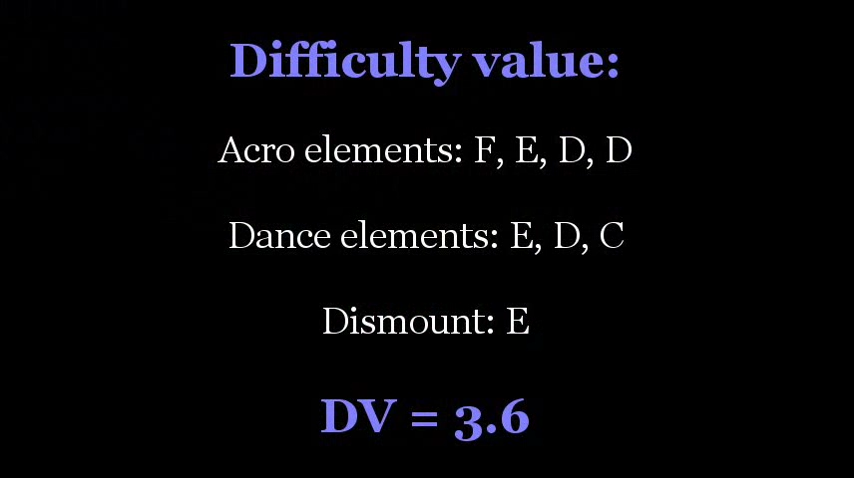 Difficulty value:
Acro elements: F, E, D, D
Dance elements: E, D, C
Dismount: E
DV = 3.6